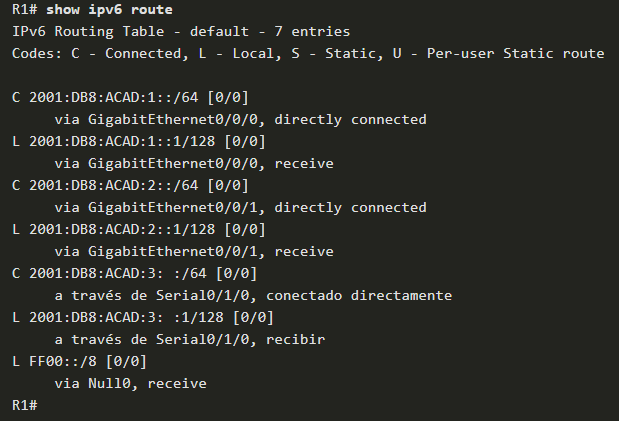 R1# show ipv6 route
IPv6 Routing Table - default - 7 entries
Codes: C - Connected, L - Local, S - Static, U - Per-user Static route

C 2001:DB8:ACAD:1::/64 [0/0]
     via GigabitEthernet0/0/0, directly connected
L 2001:DB8:ACAD:1::1/128 [0/0]
     via GigabitEthernet0/0/0, receive
C 2001:DB8:ACAD:2::/64 [0/0]
     via GigabitEthernet0/0/1, directly connected
L 2001:DB8:ACAD:2::1/128 [0/0]
     via GigabitEthernet0/0/1, receive
C 2001:DB8:ACAD:3: :/64 [0/0]
     a través de Serial0/1/0, conectado directamente
L 2001:DB8:ACAD:3: :1/128 [0/0]
     a través de Serial0/1/0, recibir
L FF00::/8 [0/0]
     via Null0, receive
R1#